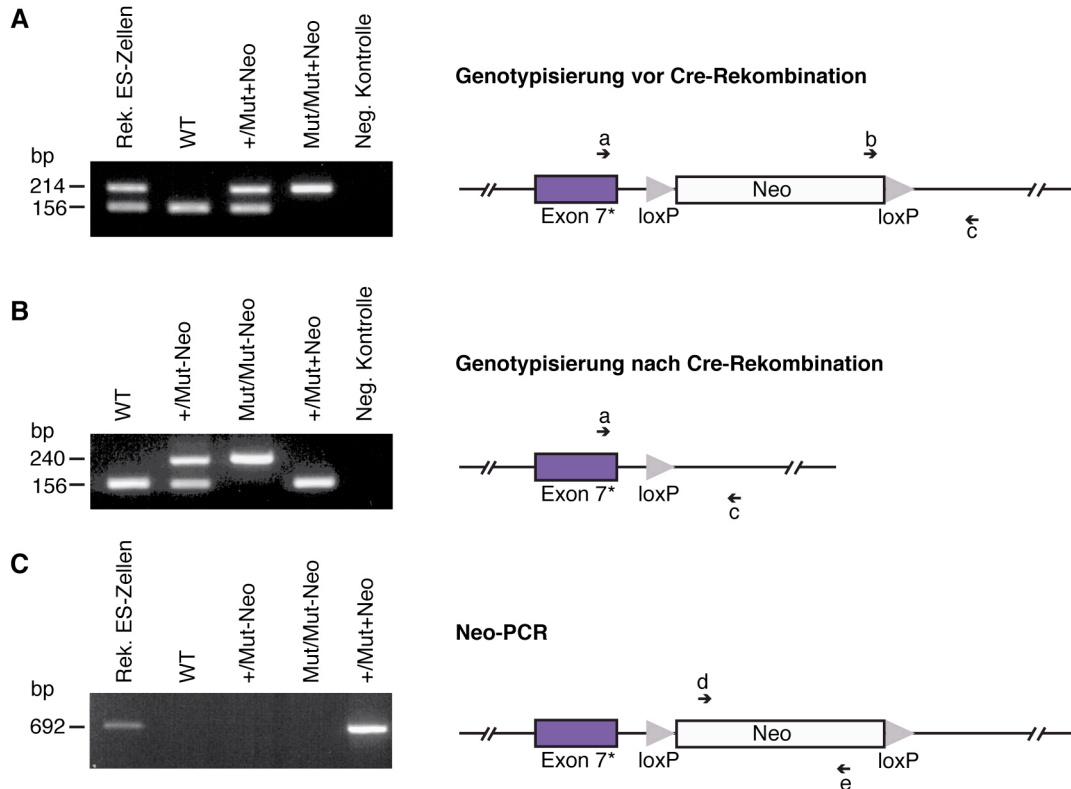 A
Rek. ES-Zellen
WT
+/Mut+Neo
Mut/Mut+Neo
Neg. Kontrolle
bp
214
156
Genotypisierung vor Cre-Rekombination
a
b
Neo
Exon 7*
loxP
loxP
c
B
WT
+/Mut-Neo
Mut/Mut-Neo
+/Mut+Neo
Neg. Kontrolle
bp
240
156
Genotypisierung nach Cre-Rekombination
a
Exon 7*
loxP
c
C
Rek. ES-Zellen
WT
+/Mut-Neo
Mut/Mut-Neo
+/Mut+Neo
bp
692
Neo-PCR
d
Neo
Exon 7*
loxP
loxP
e